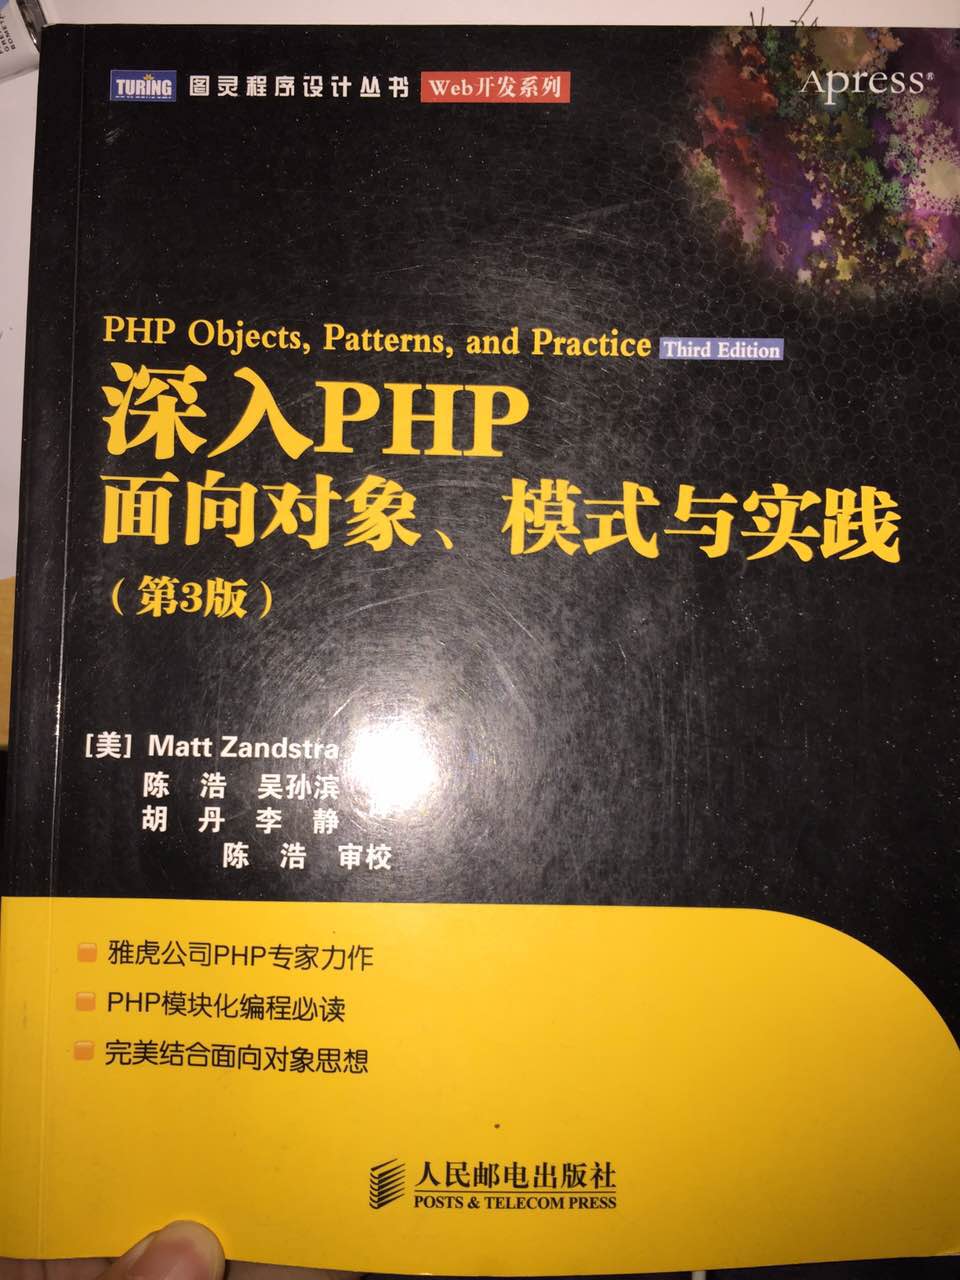 TURING 图灵程序设计丛书 Web开发系列
Apress®
PHP Objects, Patterns, and Practice Third Edition
深入PHP
面向对象、模式与实践
（第3版）
[美] Matt Zandstra
陈 浩 吴孙滨
胡 丹 李 静
陈 浩 审校
雅虎公司PHP专家力作
PHP模块化编程必读
完美结合面向对象思想
人民邮电出版社
POSTS & TELECOM PRESS